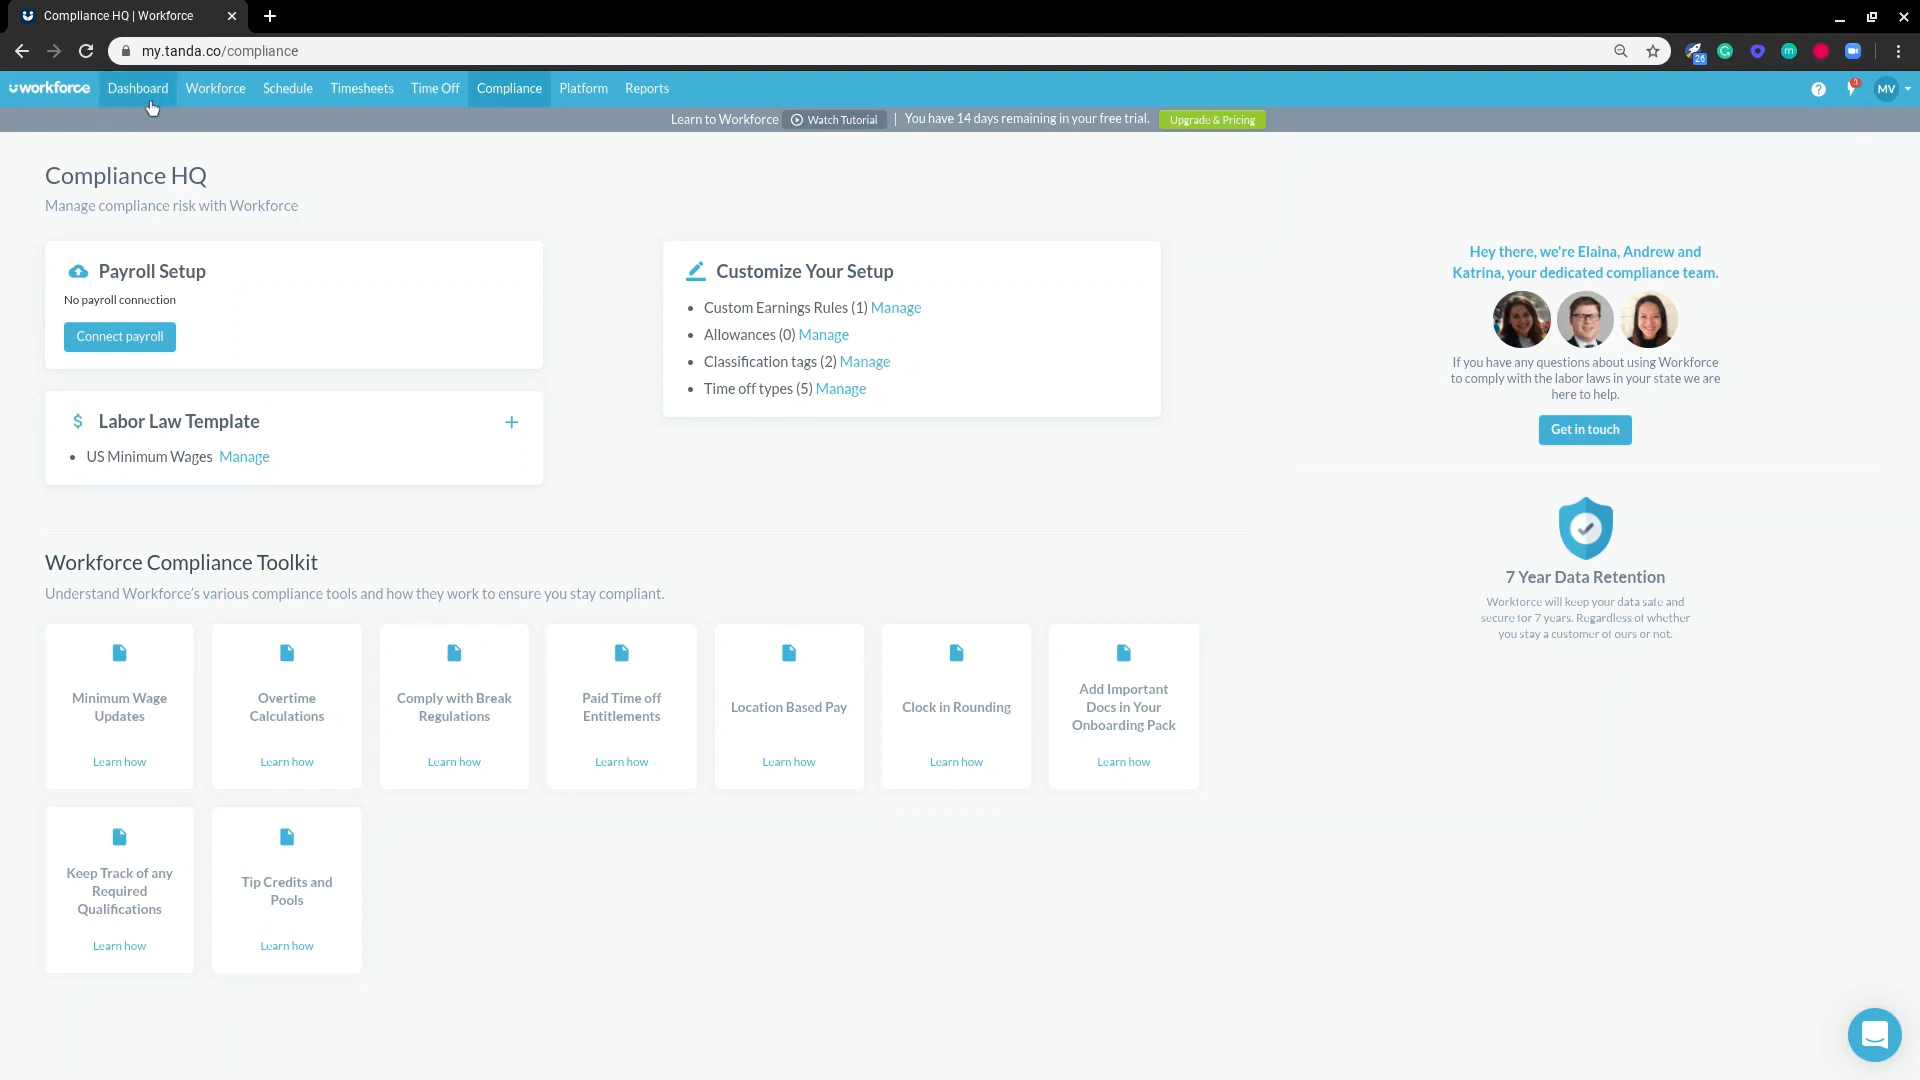 Compliance HQ | Workforce
my.tanda.co/compliance
26
workforce Dashboard Workforce Schedule Timesheets Time Off Compliance Platform Reports
MV
Learn to Workforce Watch Tutorial | You have 14 days remaining in your free trial. Upgrade & Pricing
Compliance HQ
Manage compliance risk with Workforce
Payroll Setup
No payroll connection
Connect payroll
Labor Law Template
US Minimum Wages Manage
Customize Your Setup
Custom Earnings Rules (1) Manage
Allowances (0) Manage
Classification tags (2) Manage
Time off types (5) Manage
Hey there, we're Elaina, Andrew and
Katrina, your dedicated compliance team.
If you have any questions about using Workforce
to comply with the labor laws in your state we are
here to help.
Get in touch
7 Year Data Retention
Workforce will keep your data safe and
secure for 7 years. Regardless of whether
you stay a customer of ours or not.
Workforce Compliance Toolkit
Understand Workforce's various compliance tools and how they work to ensure you stay compliant.
Minimum Wage
Updates
Learn how
Overtime
Calculations
Learn how
Comply with Break
Regulations
Learn how
Paid Time off
Entitlements
Learn how
Location Based Pay
Learn how
Clock in Rounding
Learn how
Add Important
Docs in Your
Onboarding Pack
Learn how
Keep Track of any
Required
Qualifications
Learn how
Tip Credits and
Pools
Learn how